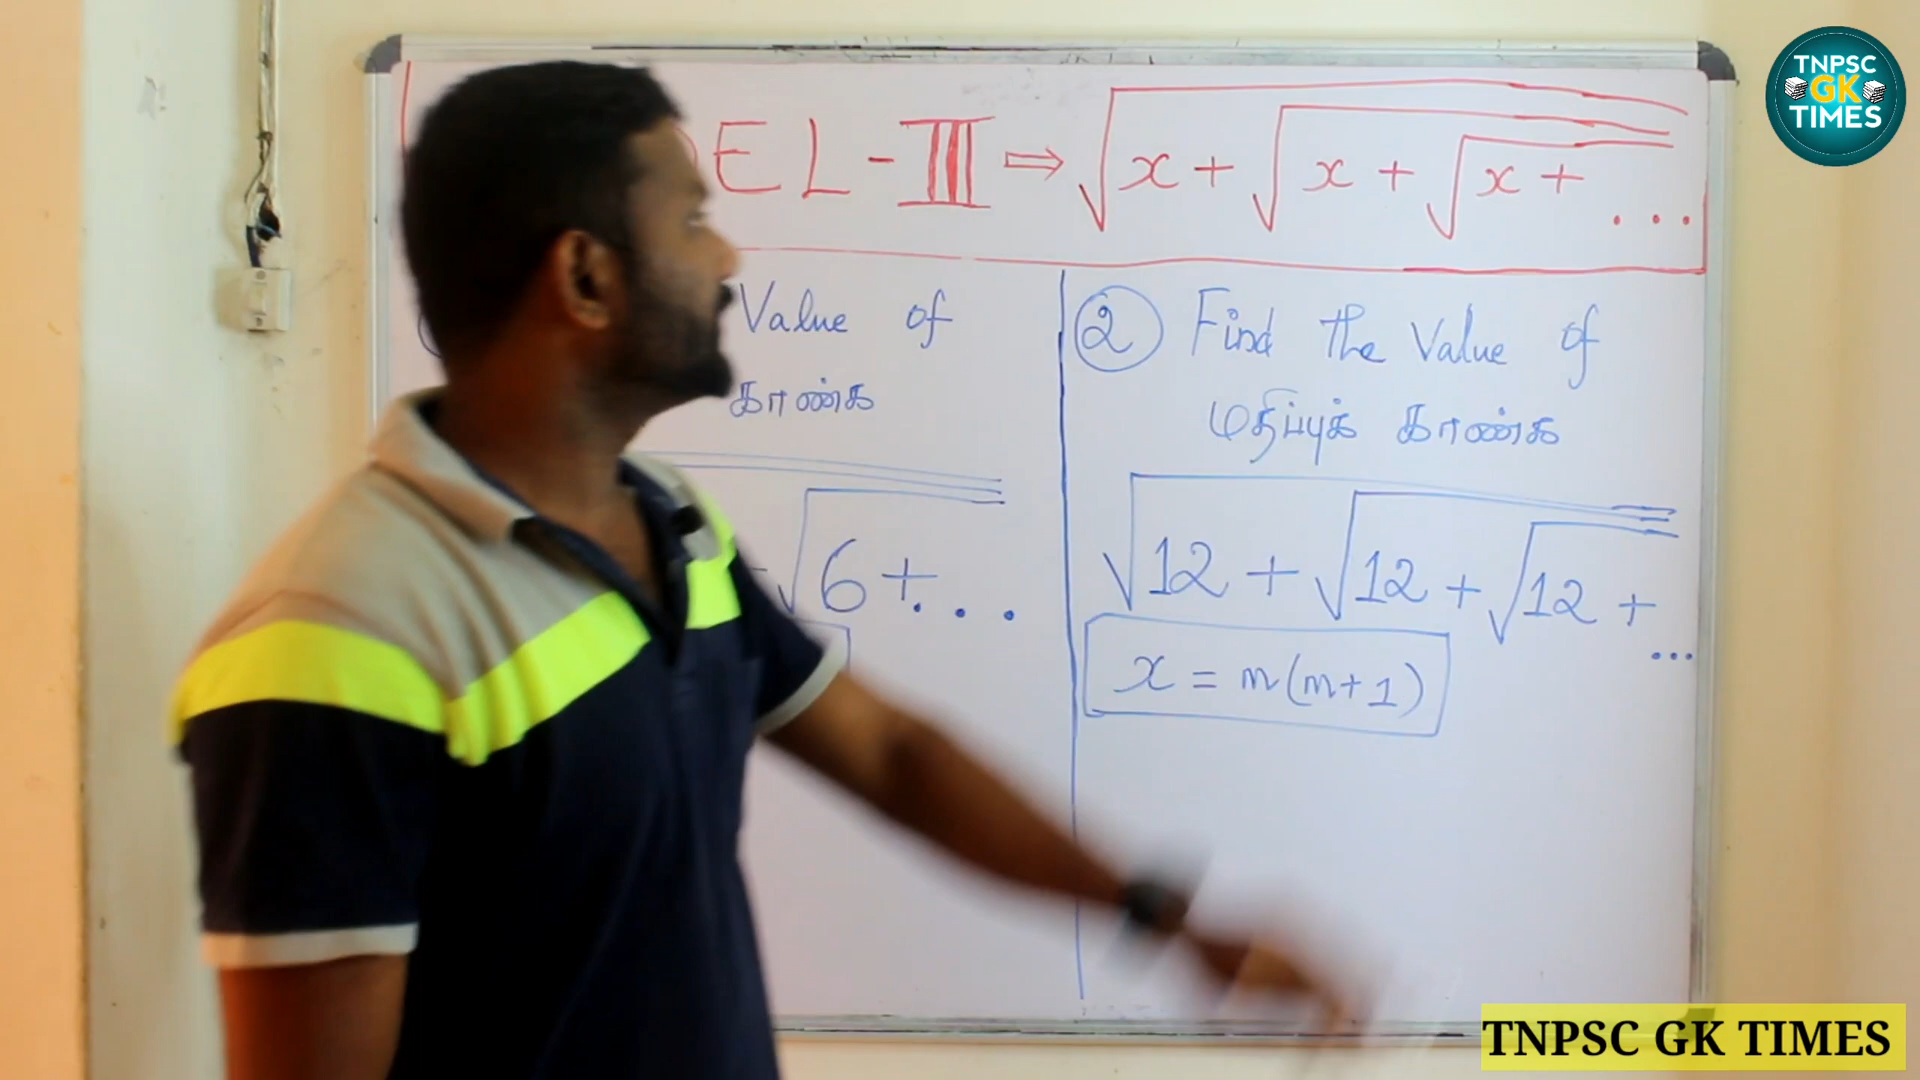 TNPSC
GK
TIMES
EL - III ⇒ √x + √x + √x + ...
Value of
காண்க
√6 + ...
② Find the Value of
மதிப்புக் காண்க
√12 + √12 + √12 + ...
x = n(n+1)
TNPSC GK TIMES